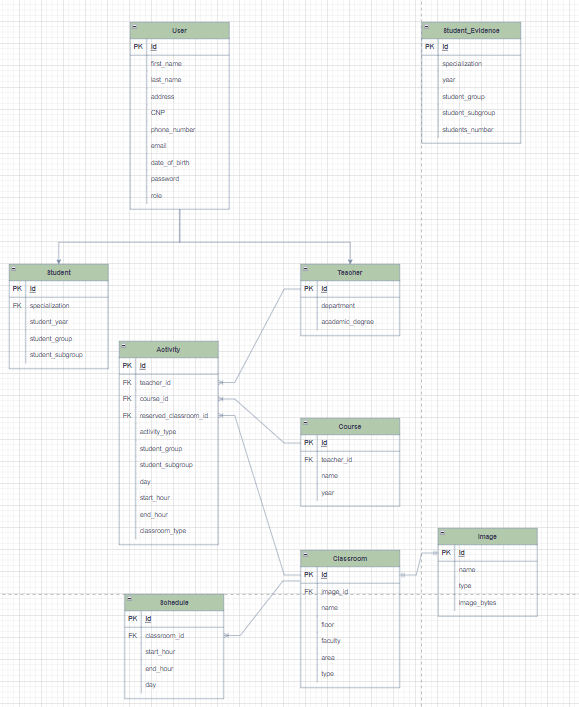 User
PK id
first_name
last_name
address
CNP
phone_number
email
date_of_birth
password
role
Student_Evidence
PK id
specialization
year
student_group
student_subgroup
students_number
Student
PK id
FK specialization
student_year
student_group
student_subgroup
Teacher
PK id
department
academic_degree
Activity
PK id
FK teacher_id
FK course_id
FK reserved_classroom_id
activity_type
student_group
student_subgroup
day
start_hour
end_hour
classroom_type
Course
PK id
FK teacher_id
name
year
Classroom
PK id
FK image_id
name
floor
faculty
area
type
Image
PK id
name
type
image_bytes
Schedule
PK id
FK classroom_id
start_hour
end_hour
day